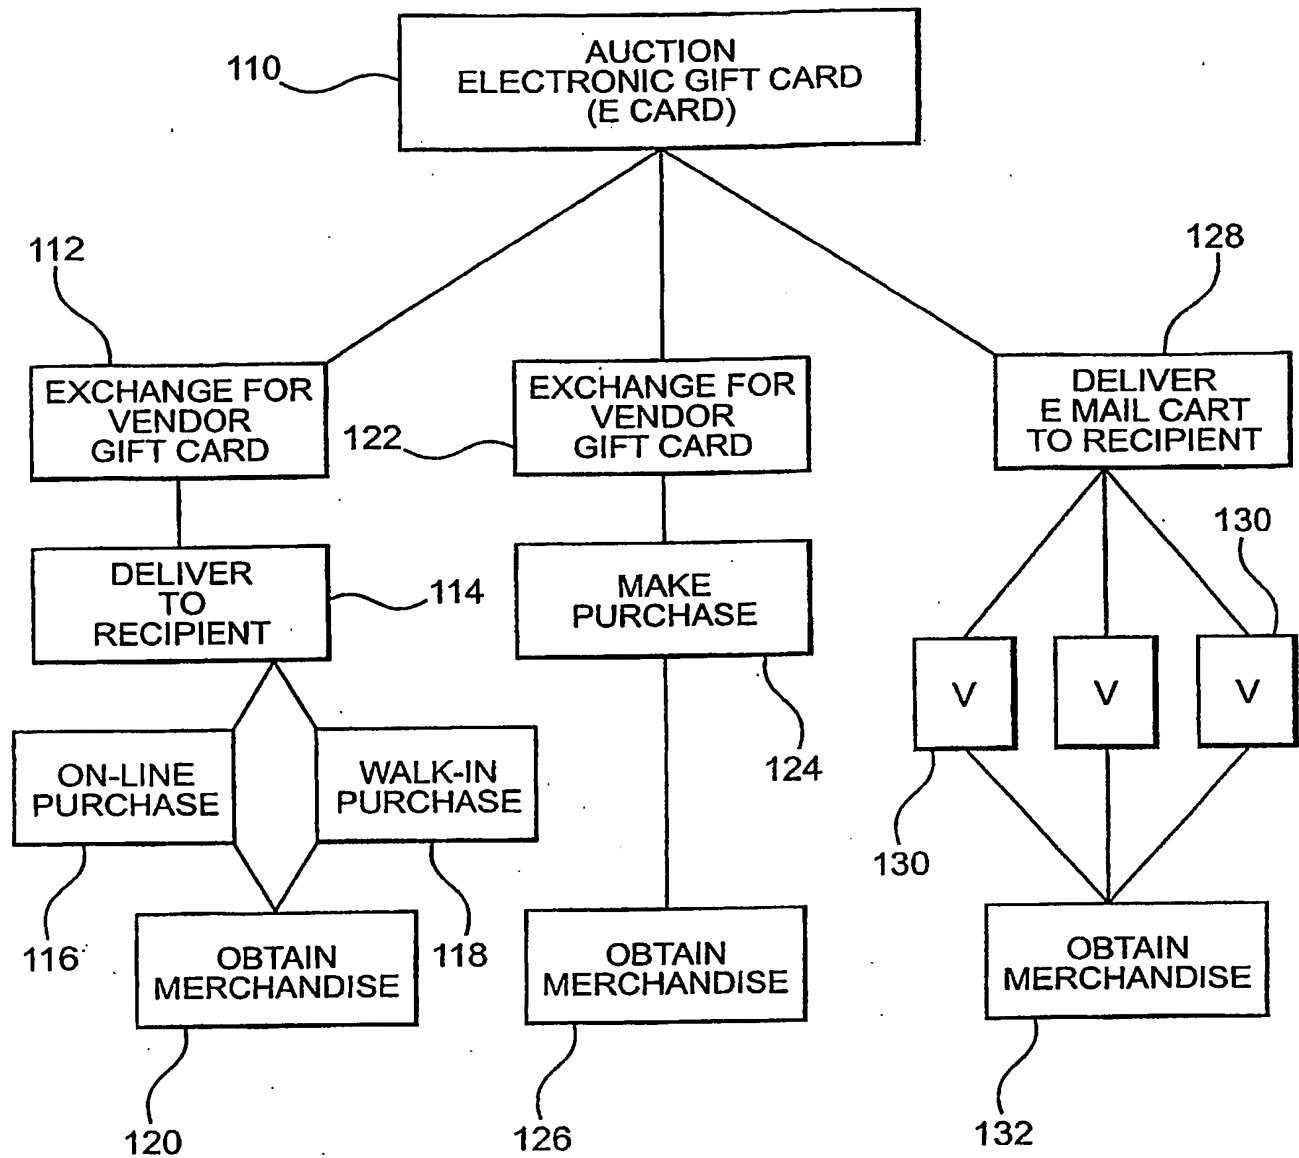 AUCTION
ELECTRONIC GIFT CARD
(E CARD)
110
112
128
EXCHANGE FOR
VENDOR
GIFT CARD
122
EXCHANGE FOR
VENDOR
GIFT CARD
DELIVER
E MAIL CART
TO RECIPIENT
130
DELIVER
TO
RECIPIENT
114
MAKE
PURCHASE
V
V
V
ON-LINE
PURCHASE
WALK-IN
PURCHASE
124
130
116
118
OBTAIN
MERCHANDISE
OBTAIN
MERCHANDISE
OBTAIN
MERCHANDISE
120
126
132